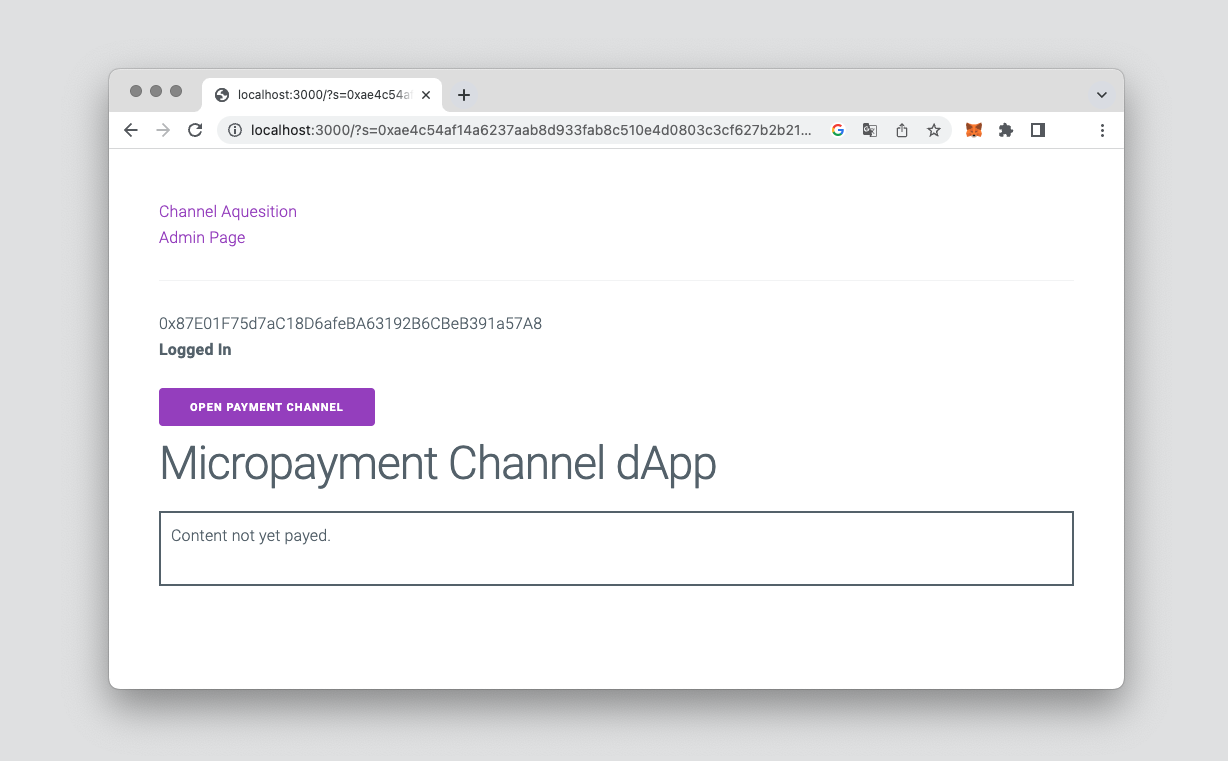 localhost:3000/?s=0xae4c54a
localhost:3000/?s=0xae4c54af14a6237aab8d933fab8c510e4d0803c3cf627b2b21...
Channel Aquesition
Admin Page
0x87E01F75d7aC18D6afeBA63192B6CBeB391a57A8
Logged In
OPEN PAYMENT CHANNEL
Micropayment Channel dApp
Content not yet payed.